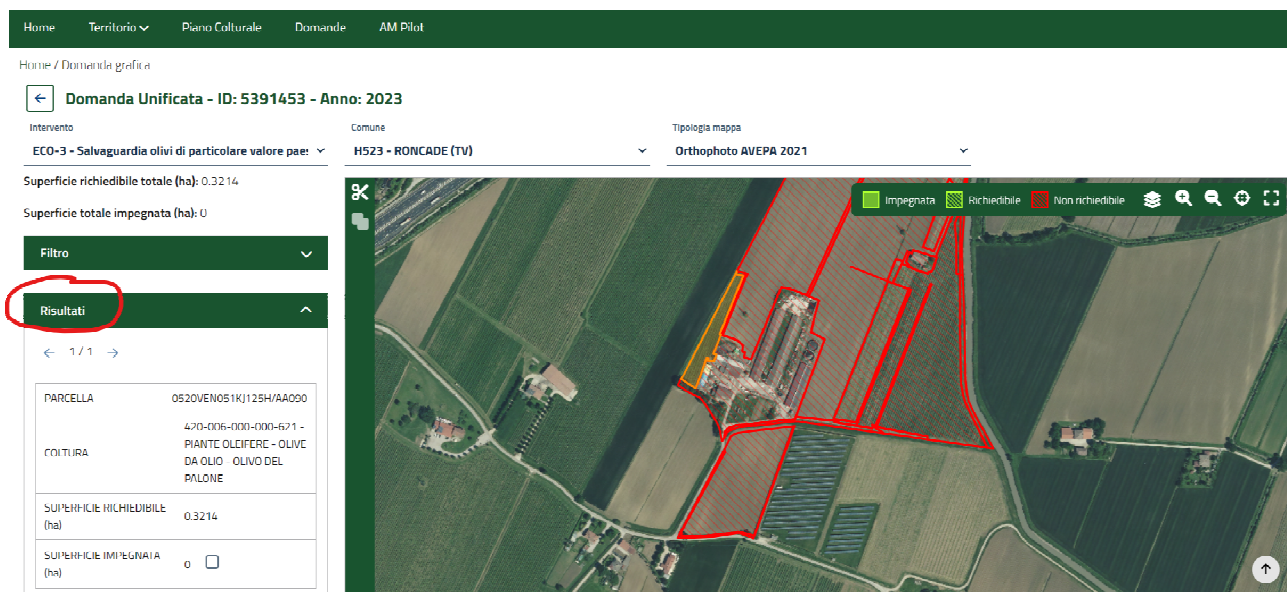 Home Territorio Piano Colturale Domande AM Pilot
Home / Domanda grafica
Domanda Unificata - ID: 5391453 - Anno: 2023
Intervento Comune Tipologia mappa
ECO-3 - Salvaguardia olivi di particolare valore pae: H523 - RONCADE (TV) Orthophoto AVEPA 2021
Superficie richiedibile totale (ha): 0.3214
Superficie totale impegnata (ha): 0
Impegnata Richiedibile Non richiedibile
Filtro
Risultati
1 / 1
PARCELLA 0520VEN051KJ125H/AA090
COLTURA 420-006-000-000-621 -
PIANTE OLEIFERE - OLIVE
DA OLIO - OLIVO DEL
PALONE
SUPERFICIE RICHIEDIBILE
(ha) 0.3214
SUPERFICIE IMPEGNATA
(ha) 0